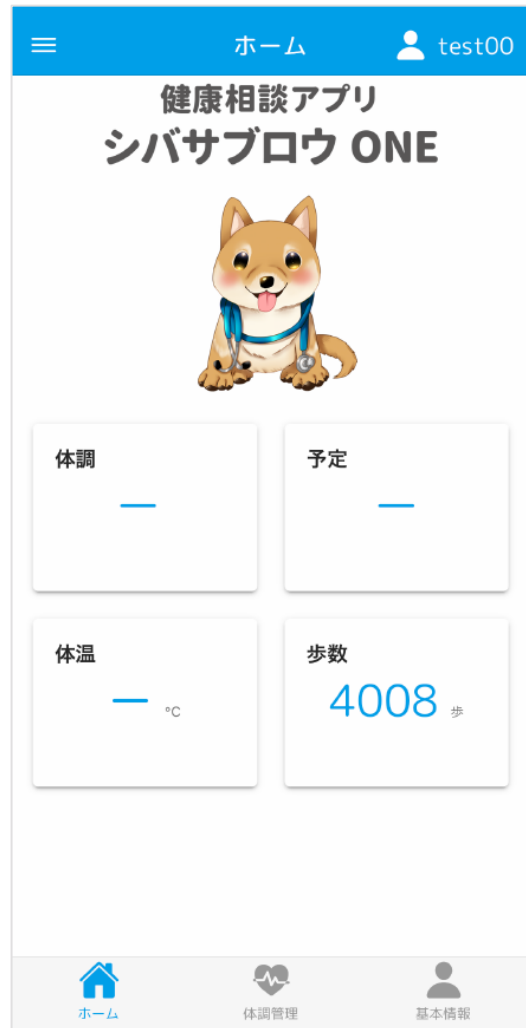 ホーム test00
健康相談アプリ
シバサブロウ ONE
体調 予定
— —
体温 歩数
— °C 4008 歩
ホーム 体調管理 基本情報